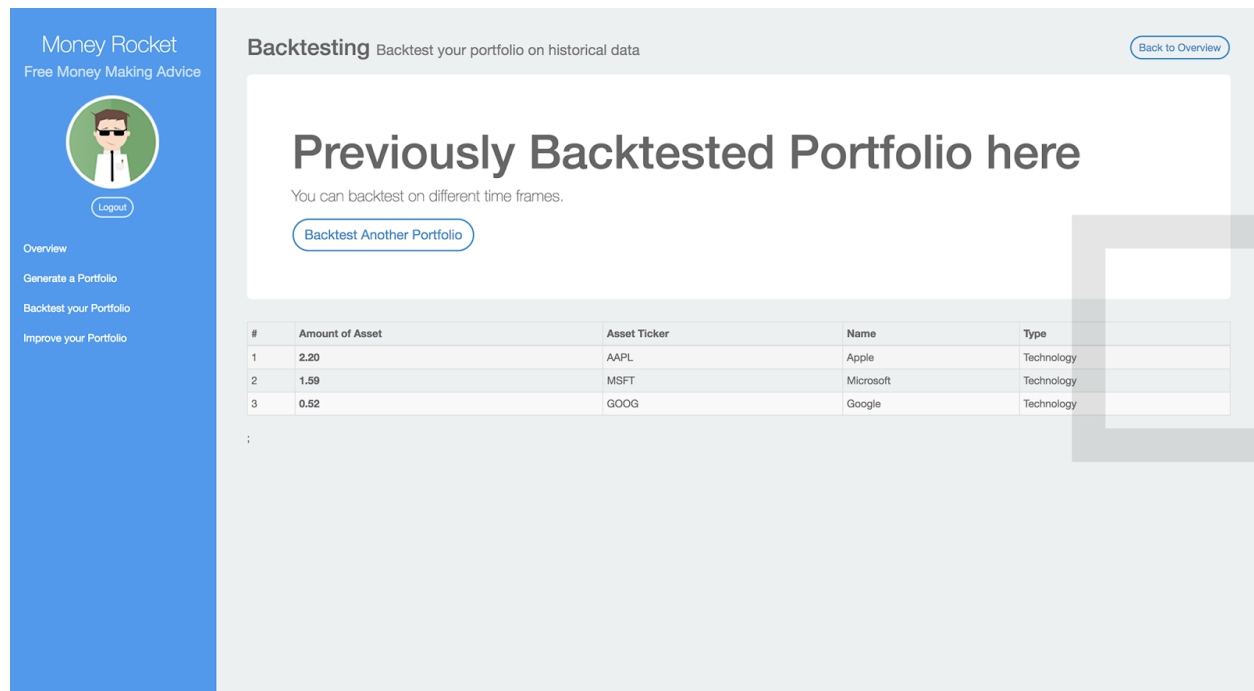 Money Rocket
Free Money Making Advice
Logout
Overview
Generate a Portfolio
Backtest your Portfolio
Improve your Portfolio
Backtesting Backtest your portfolio on historical data
Back to Overview
Previously Backtested Portfolio here
You can backtest on different time frames.
Backtest Another Portfolio
# Amount of Asset Asset Ticker Name Type
1 2.20 AAPL Apple Technology
2 1.59 MSFT Microsoft Technology
3 0.52 GOOG Google Technology
;